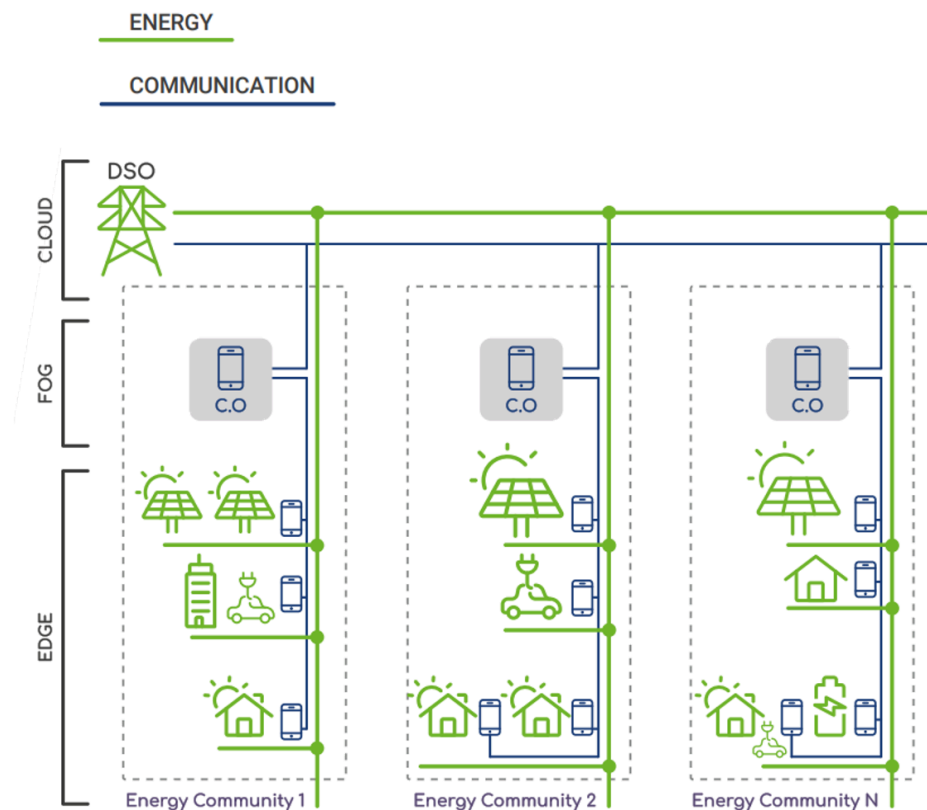 ENERGY
COMMUNICATION
DSO
CLOUD
FOG
C.O
C.O
C.O
EDGE
Energy Community 1
Energy Community 2
Energy Community N